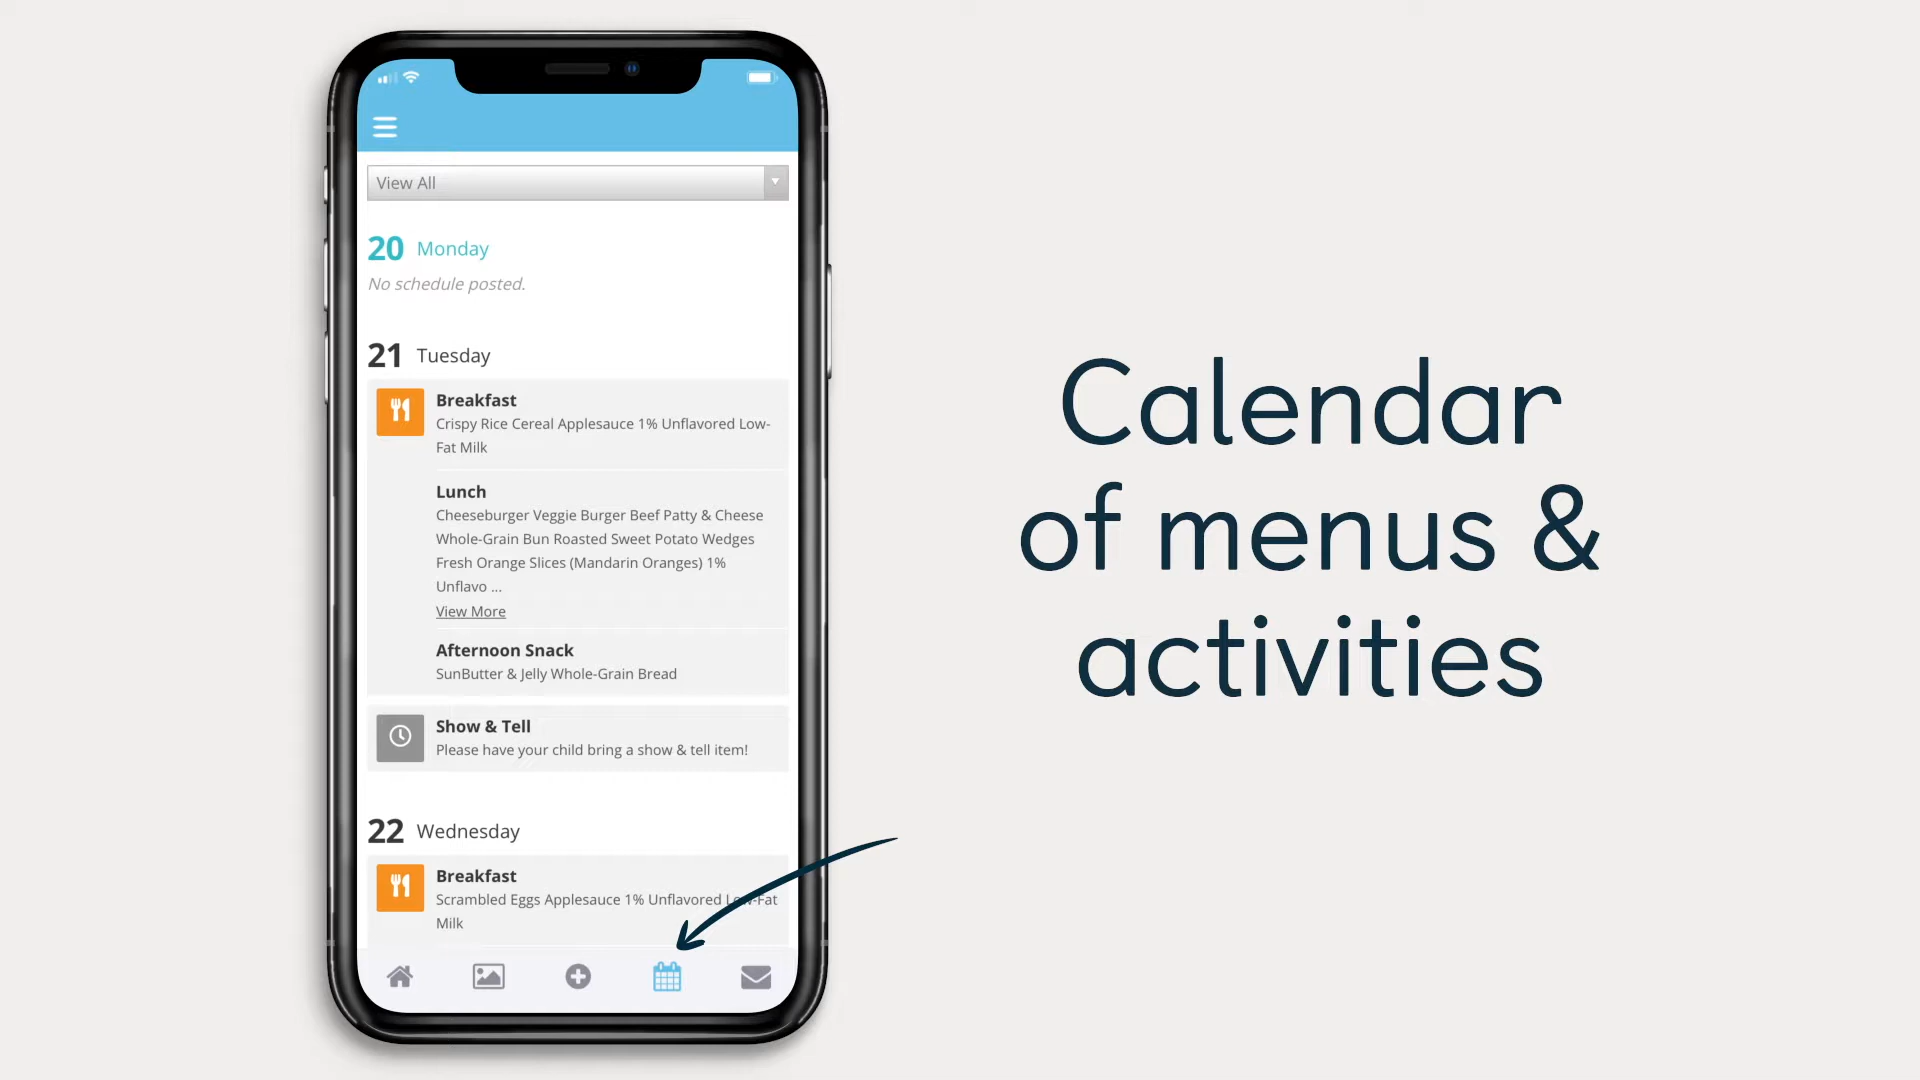 View All
20 Monday
No schedule posted.
21 Tuesday
Breakfast
Crispy Rice Cereal Applesauce 1% Unflavored Low-
Fat Milk
Lunch
Cheeseburger Veggie Burger Beef Patty & Cheese
Whole-Grain Bun Roasted Sweet Potato Wedges
Fresh Orange Slices (Mandarin Oranges) 1%
Unflavo ...
View More
Afternoon Snack
SunButter & Jelly Whole-Grain Bread
Show & Tell
Please have your child bring a show & tell item!
22 Wednesday
Breakfast
Scrambled Eggs Applesauce 1% Unflavored Low-Fat
Milk
Calendar
of menus &
activities